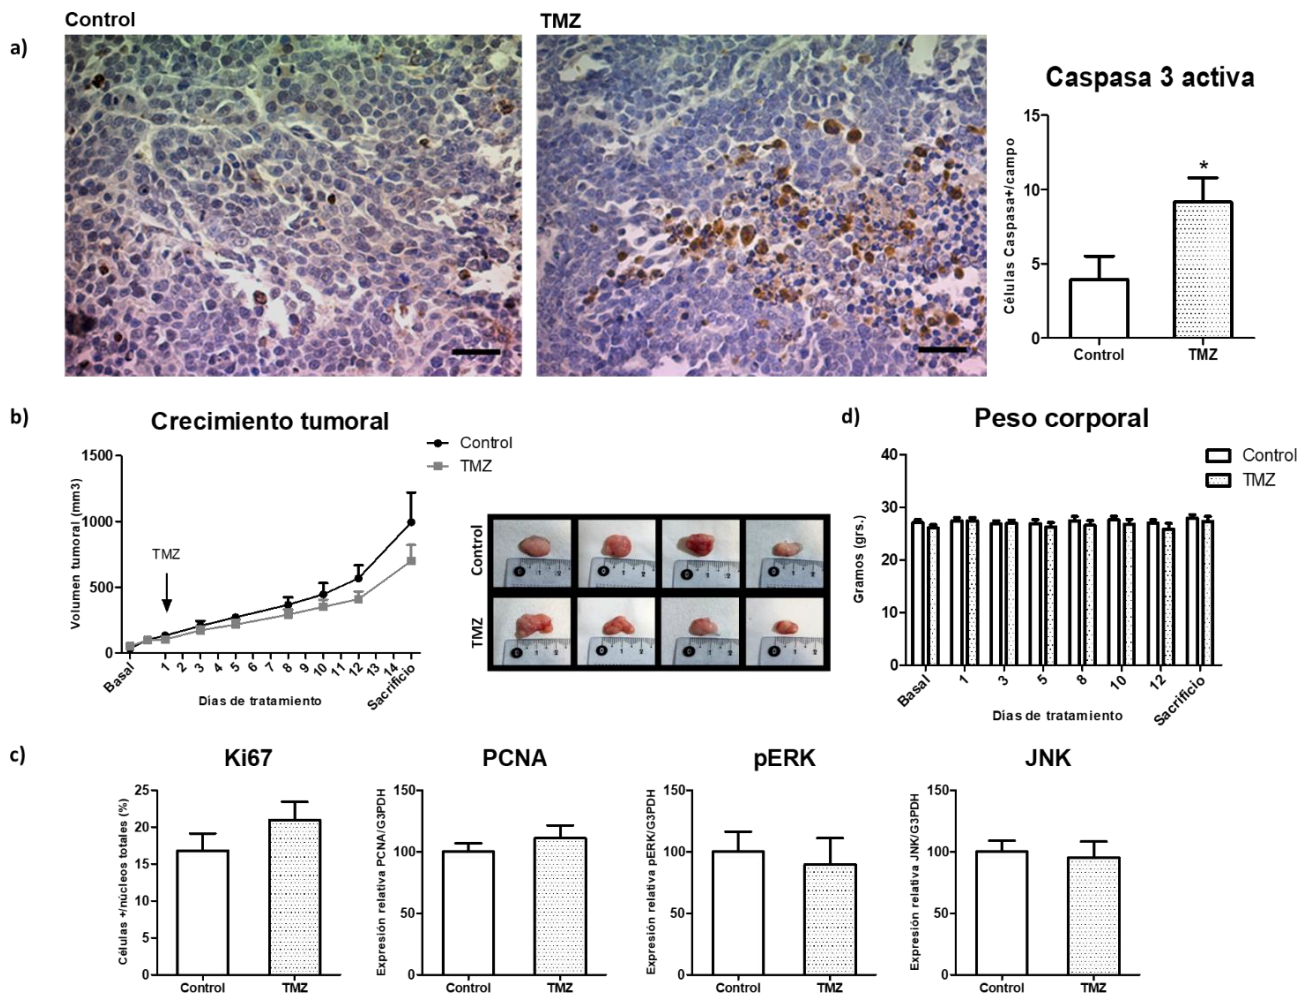 Control
TMZ
a)
Caspasa 3 activa
Células Caspasa+/campo
15
10
5
0
*
Control
TMZ
b)
Crecimiento tumoral
Control
TMZ
Volumen tumoral (mm3)
1500
1000
500
0
TMZ
Basal
1
2
3
4
5
6
7
8
9
10
11
12
13
14
Sacrificio
Dias de tratamiento
Control
TMZ
d)
Peso corporal
Control
TMZ
Gramos (grs.)
40
30
20
10
0
Basal
1
3
5
8
10
12
Sacrificio
Dias de tratamiento
c)
Ki67
Células +/núcleos totales (%)
25
20
15
10
5
0
Control
TMZ
PCNA
Expresión relativa PCNA/G3PDH
150
100
50
0
Control
TMZ
pERK
Expresión relativa pERK/G3PDH
150
100
50
0
Control
TMZ
JNK
Expresión relativa JNK/G3PDH
150
100
50
0
Control
TMZ